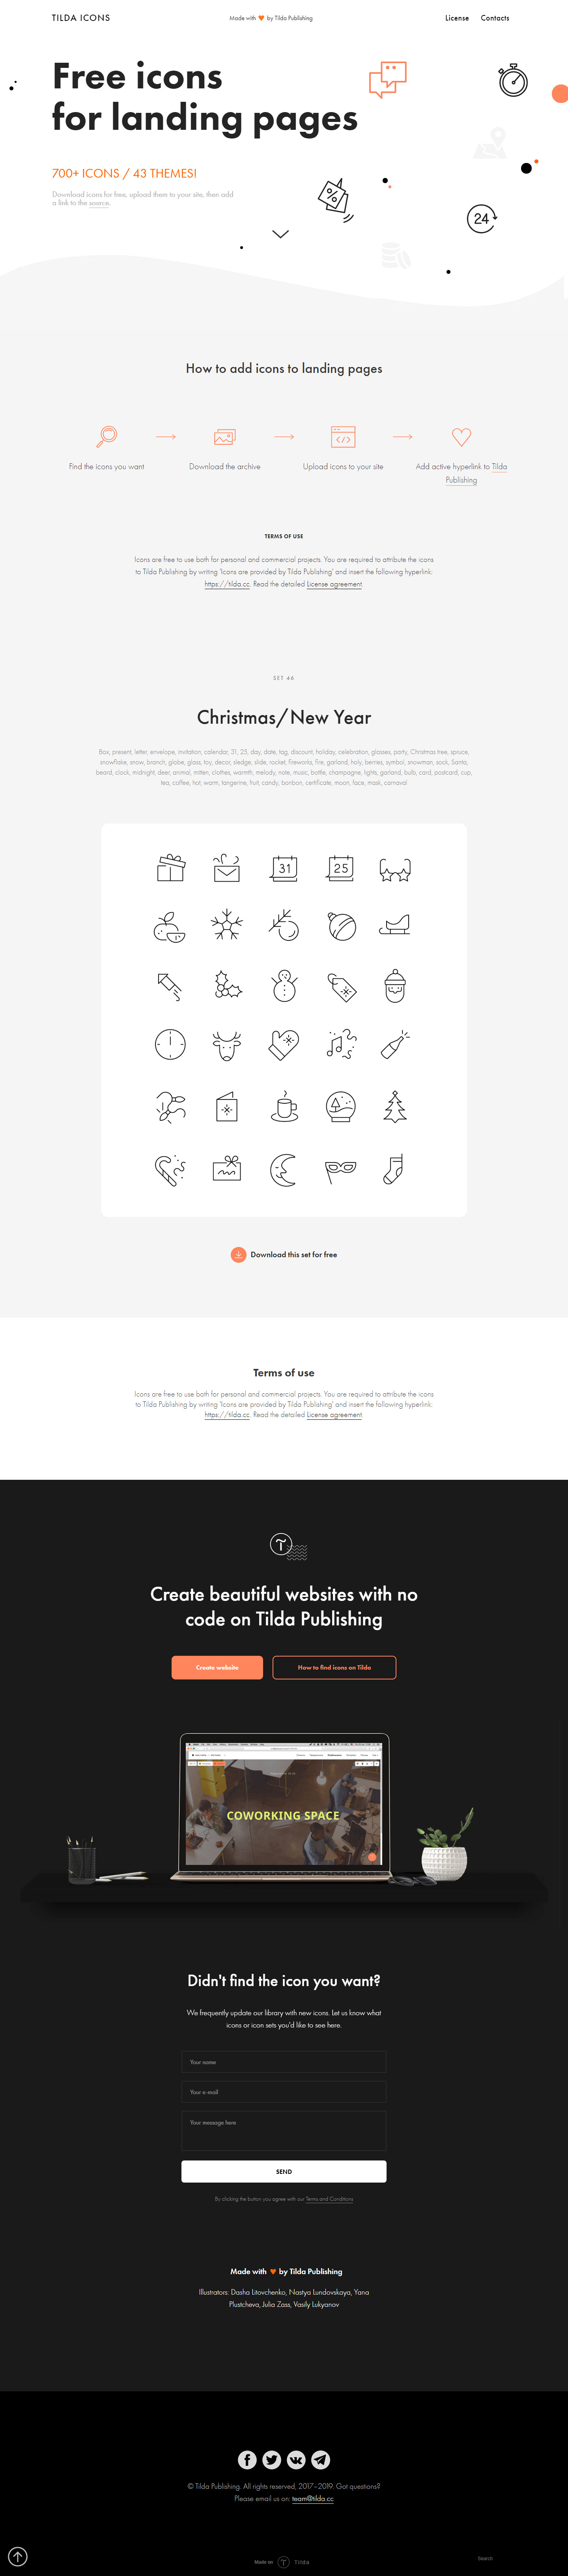 TILDA ICONS
Made with by Tilda Publishing
License
Contacts
Free icons
for landing pages
700+ ICONS / 43 THEMES!
Download icons for free, upload them to your site, then add
a link to the source.
24
How to add icons to landing pages
Find the icons you want
Download the archive
Upload icons to your site
Add active hyperlink to Tilda
Publishing
TERMS OF USE
Icons are free to use both for personal and commercial projects. You are required to attribute the icons
to Tilda Publishing by writing 'Icons are provided by Tilda Publishing' and insert the following hyperlink:
https://tilda.cc. Read the detailed License agreement.
SET 46
Christmas/New Year
Box, present, letter, envelope, invitation, calendar, 31, 25, day, date, tag, discount, holiday, celebration, glasses, party, Christmas tree, spruce,
snowflake, snow, branch, globe, glass, toy, decor, sledge, slide, rocket, fireworks, fire, garland, holy, berries, symbol, snowman, sock, Santa,
beard, clock, midnight, deer, animal, mitten, clothes, warmth, melody, note, music, bottle, champagne, lights, garland, bulb, card, postcard, cup,
tea, coffee, hot, warm, tangerine, fruit, candy, bonbon, certificate, moon, face, mask, carnaval
31
25
Download this set for free
Terms of use
Icons are free to use both for personal and commercial projects. You are required to attribute the icons
to Tilda Publishing by writing 'Icons are provided by Tilda Publishing' and insert the following hyperlink:
https://tilda.cc. Read the detailed License agreement.
Create beautiful websites with no
code on Tilda Publishing
Create website
How to find icons on Tilda
COWORKING SPACE
Didn't find the icon you want?
We frequently update our library with new icons. Let us know what
icons or icon sets you'd like to see here.
Your name
Your e-mail
Your message here
SEND
By clicking the button you agree with our Terms and Conditions
Made with by Tilda Publishing
Illustrators: Dasha Litovchenko, Nastya Lundovskaya, Yana
Plustcheva, Julia Zass, Vasily Lukyanov
© Tilda Publishing. All rights reserved, 2017–2019. Got questions?
Please email us on: team@tilda.cc
Made on Tilda
Search